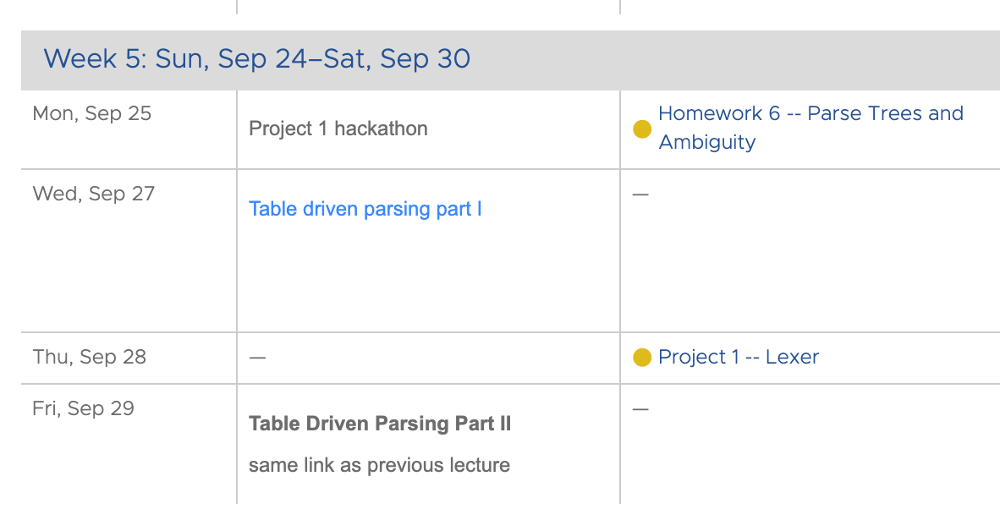 Week 5: Sun, Sep 24–Sat, Sep 30
Mon, Sep 25
Project 1 hackathon
Homework 6 -- Parse Trees and
Ambiguity
Wed, Sep 27
Table driven parsing part I
—
Thu, Sep 28
—
Project 1 -- Lexer
Fri, Sep 29
Table Driven Parsing Part II
same link as previous lecture
—